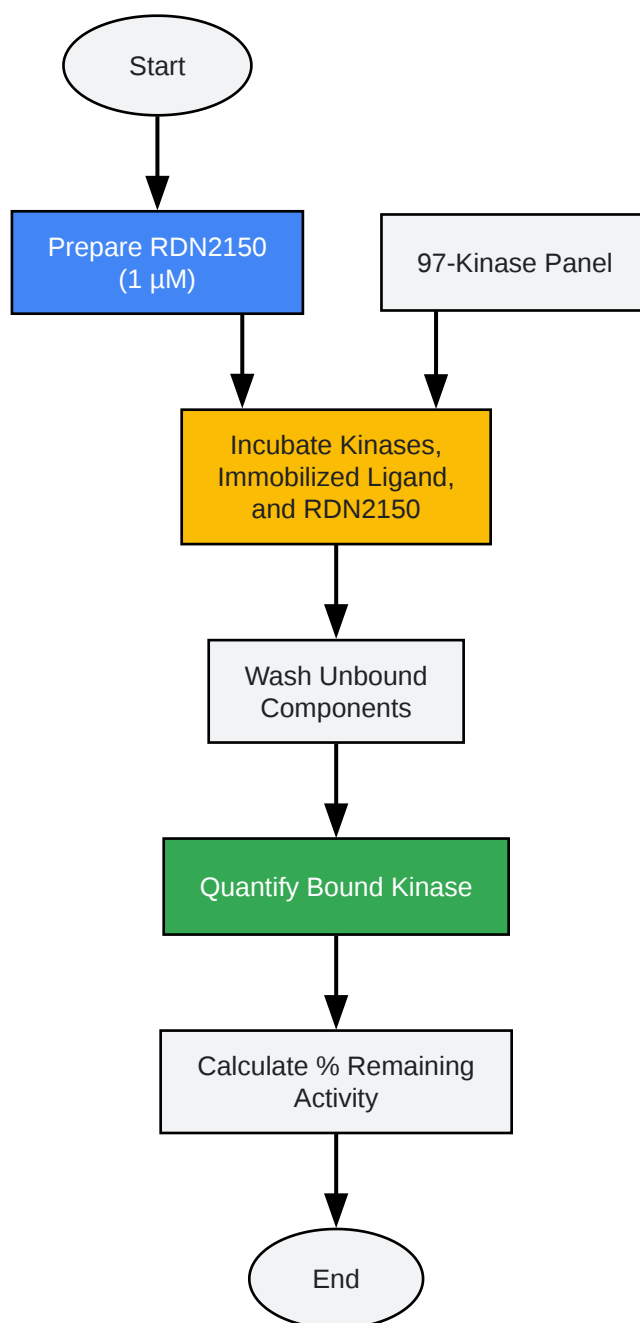 Start
Prepare RDN2150
(1 µM)
97-Kinase Panel
Incubate Kinases,
Immobilized Ligand,
and RDN2150
Wash Unbound
Components
Quantify Bound Kinase
Calculate % Remaining
Activity
End